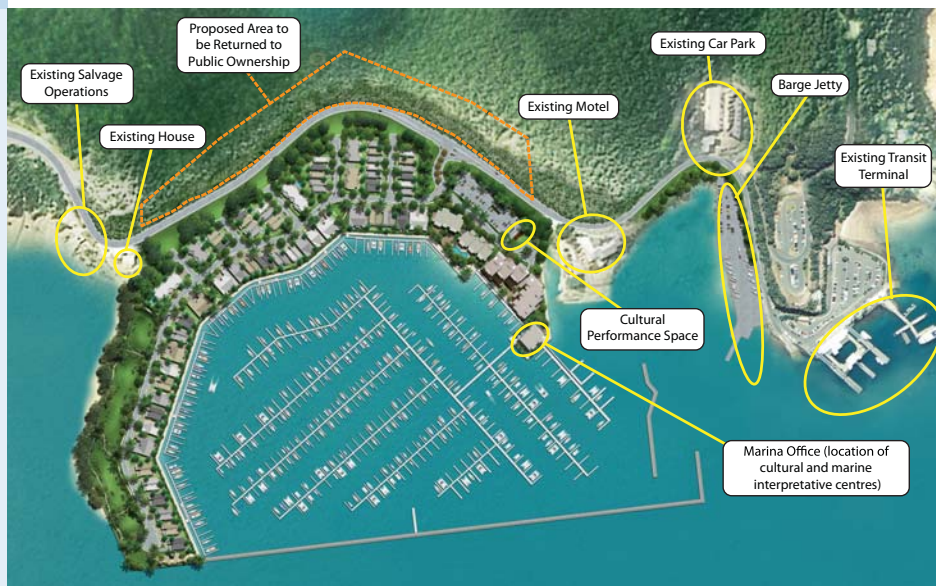 Proposed Area to
be Returned to
Public Ownership
Existing Car Park
Existing Salvage
Operations
Barge Jetty
Existing Motel
Existing House
Existing Transit
Terminal
Cultural
Performance Space
Marina Office (location of
cultural and marine
interpretative centres)